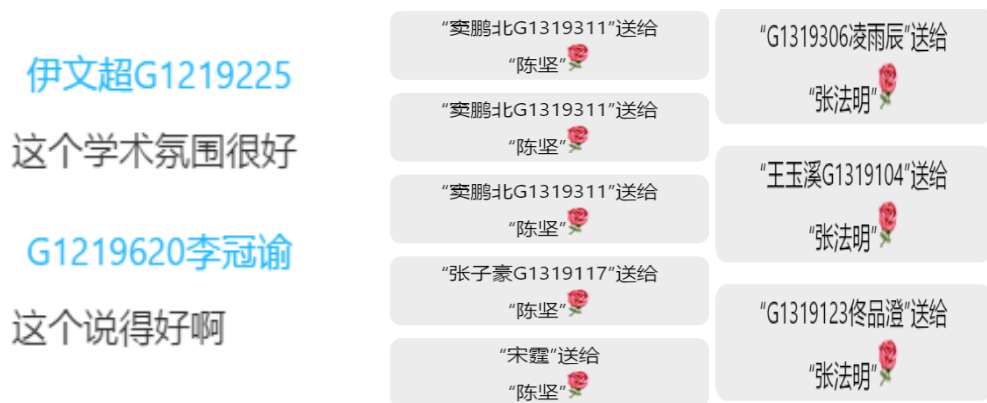 伊文超G1219225
这个学术氛围很好
G1219620李冠谕
这个说得好啊
“窦鹏北G1319311”送给
“陈坚”🌹
“窦鹏北G1319311”送给
“陈坚”🌹
“窦鹏北G1319311”送给
“陈坚”🌹
“张子豪G1319117”送给
“陈坚”🌹
“宋霆”送给
“陈坚”🌹
“G1319306凌雨辰”送给
“张法明”🌹
“王玉溪G1319104”送给
“张法明”🌹
“G1319123佟品澄”送给
“张法明”🌹